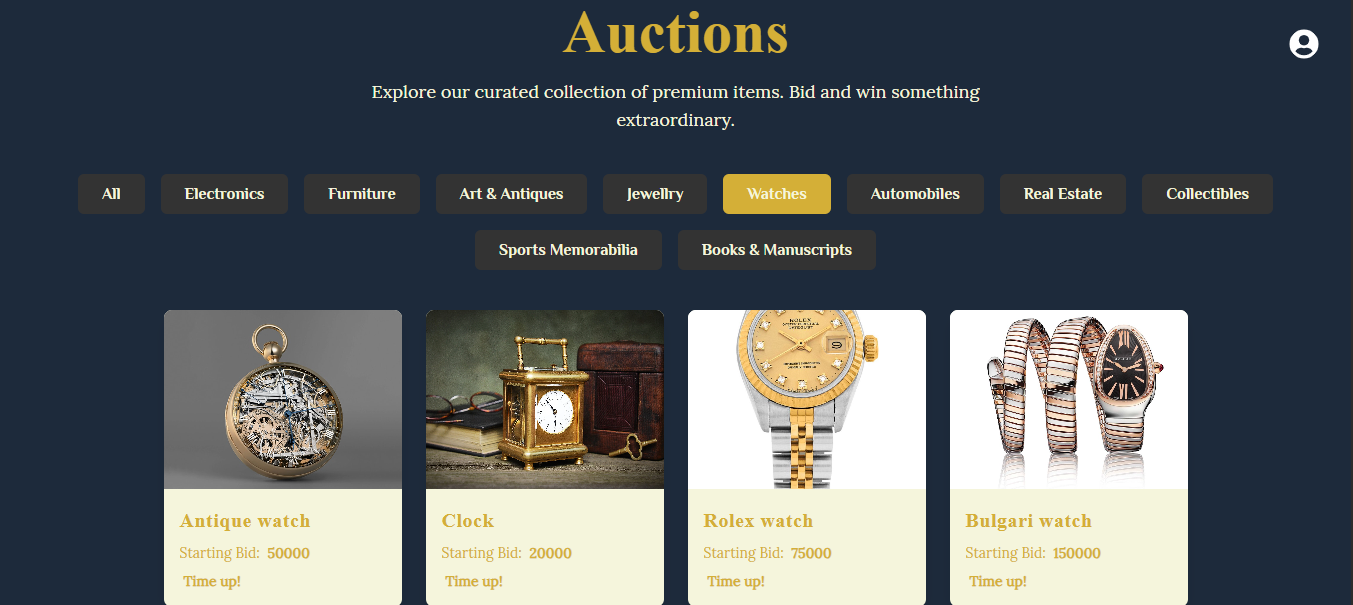 Auctions
Explore our curated collection of premium items. Bid and win something
extraordinary.
All Electronics Furniture Art & Antiques Jewellry Watches Automobiles Real Estate Collectibles
Sports Memorabilia Books & Manuscripts
ROLEX
Antique watch Clock Rolex watch Bulgari watch
Starting Bid: 50000 Starting Bid: 20000 Starting Bid: 75000 Starting Bid: 150000
Time up! Time up! Time up! Time up!